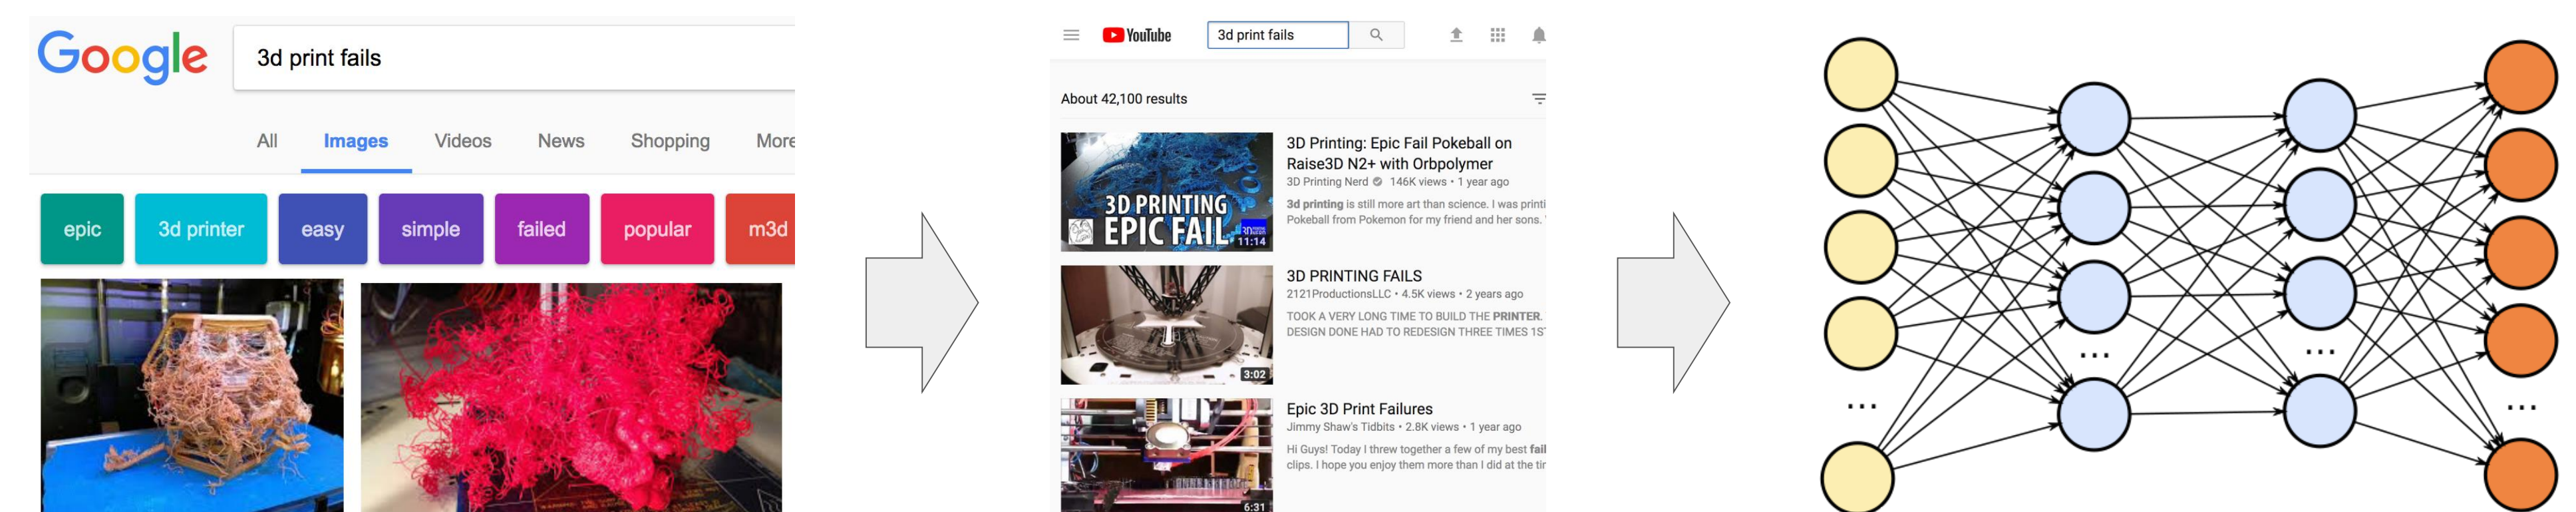 Google
3d print fails
All Images Videos News Shopping More
epic 3d printer easy simple failed popular m3d
YouTube
3d print fails
About 42,100 results
3D PRINTING
EPIC FAIL
11:14
3D Printing: Epic Fail Pokeball on
Raise3D N2+ with Orbpolymer
3D Printing Nerd 146K views • 1 year ago
3d printing is still more art than science. I was printi
Pokeball from Pokemon for my friend and her sons.
3:02
3D PRINTING FAILS
2121ProductionsLLC • 4.5K views • 2 years ago
TOOK A VERY LONG TIME TO BUILD THE PRINTER.
DESIGN DONE HAD TO REDESIGN THREE TIMES 1S
6:31
Epic 3D Print Failures
Jimmy Shaw's Tidbits • 2.8K views • 1 year ago
Hi Guys! Today I threw together a few of my best fail
clips. I hope you enjoy them more than I did at the tir
...
...
...
...